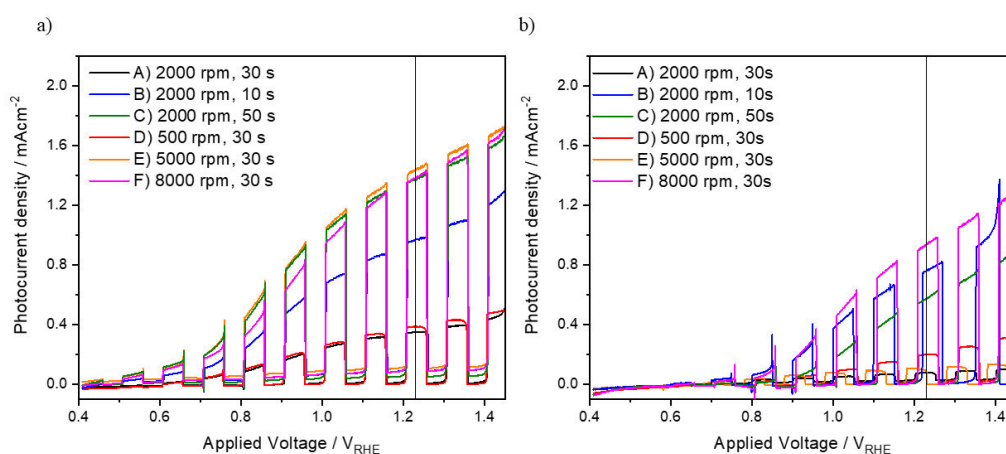 a)
2.0
1.6
1.2
0.8
0.4
0.0
Photocurrent density / mAcm-2
A) 2000 rpm, 30 s
B) 2000 rpm, 10 s
C) 2000 rpm, 50 s
D) 500 rpm, 30 s
E) 5000 rpm, 30 s
F) 8000 rpm, 30 s
0.4 0.6 0.8 1.0 1.2 1.4
Applied Voltage / VRHE
b)
2.0
1.6
1.2
0.8
0.4
0.0
Photocurrent density / mAcm-2
A) 2000 rpm, 30s
B) 2000 rpm, 10s
C) 2000 rpm, 50s
D) 500 rpm, 30s
E) 5000 rpm, 30s
F) 8000 rpm, 30s
0.4 0.6 0.8 1.0 1.2 1.4
Applied Voltage / VRHE